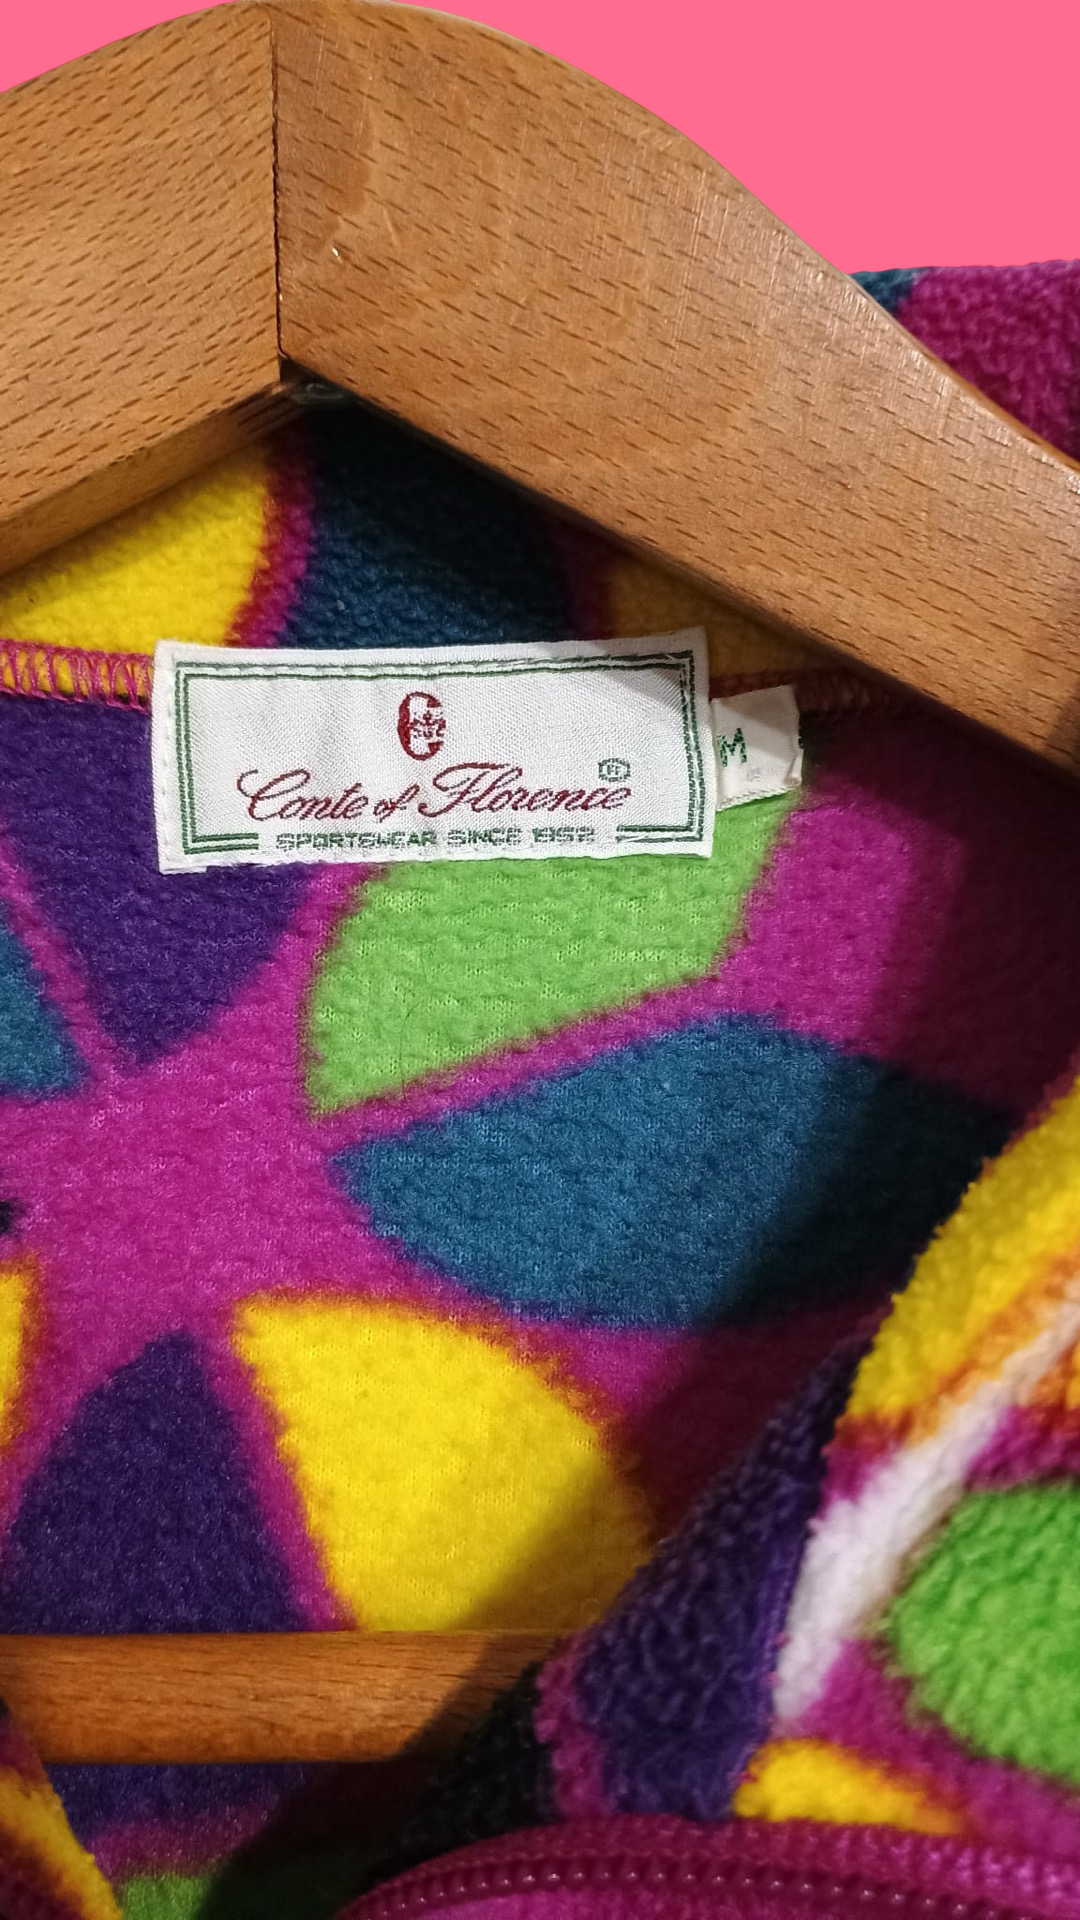 Conte of Florence ®
SPORTSWEAR SINCE 1952
M